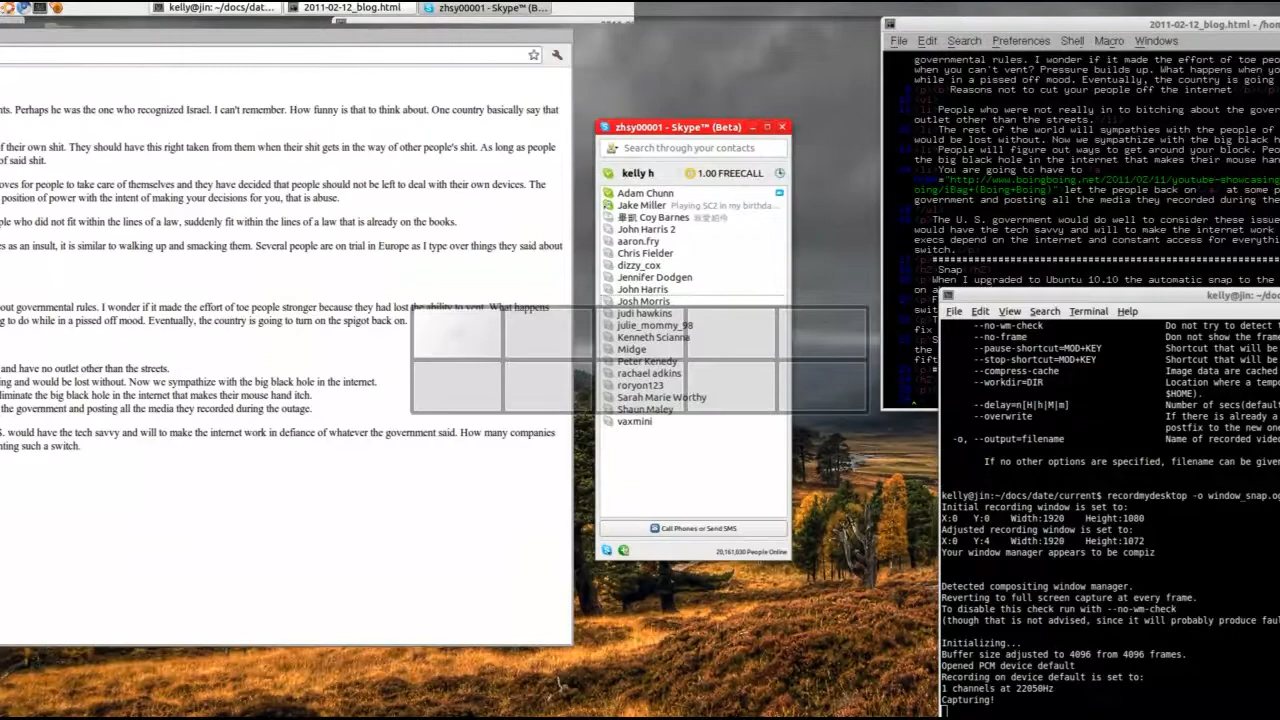 kelly@jin: ~/docs/dat...
2011-02-12_blog.html
zhsy00001 - Skype™ (B...
nts. Perhaps he was the one who recognized Israel. I can't remember. How funny is that to think about. One country basically say that
f their own shit. They should have this right taken from them when their shit gets in the way of other people's shit. As long as people
of said shit.
oves for people to take care of themselves and they have decided that people should not be left to deal with their own devices. The
position of power with the intent of making your decisions for you, that is abuse.
ple who did not fit within the lines of a law, suddenly fit within the lines of a law that is already on the books.
es as an insult, it is similar to walking up and smacking them. Several people are on trial in Europe as I type over things they said about
out governmental rules. I wonder if it made the effort of toe people stronger because they had lost the ability to vent. What happens
ng to do while in a pissed off mood. Eventually, the country is going to turn on the spigot back on.
and have no outlet other than the streets.
ing and would be lost without. Now we sympathize with the big black hole in the internet.
liminate the big black hole in the internet that makes their mouse hand itch.
the government and posting all the media they recorded during the outage.
S. would have the tech savvy and will to make the internet work in defiance of whatever the government said. How many companies
nting such a switch.
zhsy00001 - Skype™ (Beta)
Search through your contacts
kelly h 1.00 FREECALL
Adam Chunn
Jake Miller Playing SC2 in my birthda...
畢凱 Coy Barnes
John Harris 2
aaron.fry
Chris Fielder
dizzy_cox
Jennifer Dodgen
John Harris
Josh Morris
judi hawkins
julie_mommy_98
Kenneth Scianna
Midge
Peter Kenedy
rachael adkins
roryon123
Sarah Marie Worthy
Shaun Maley
vaxmini
Call Phones or Send SMS
20,161,830 People Online
2011-02-12_blog.html - /hom
File Edit Search Preferences Shell Macro Windows
governmental rules. I wonder if it made the effort of toe peo
when you can't vent? Pressure builds up. What happens when yo
while in a pissed off mood. Eventually, the country is going
Reasons not to cut your people off the internet
People who were not really in to bitching about the gover
outlet other than the streets.
The rest of the world will sympathies with the people of
would be lost without. Now we sympathize with the big black h
People will figure out ways to get around your block. Peo
the big black hole in the internet that makes their mouse han
You are going to have to
"http://www.boingboing.net/2011/02/11/youtube-showcasing
oing/iBag+(Boing+Boing)" let the people back on at some p
government and posting all the media they recorded during the
The U. S. government would do well to consider these issue
would have the tech savvy and will to make the internet work
execs depend on the internet and constant access for everythi
switch.
Snap
When I upgraded to Ubuntu 10.10 the automatic snap to the
kelly@jin: ~/doc
File Edit View Search Terminal Help
--no-wm-check Do not try to detect
--no-frame Don not show the frame
--pause-shortcut=MOD+KEY Shortcut that will be
--stop-shortcut=MOD+KEY Shortcut that will be
--compress-cache Image data are cached
--workdir=DIR Location where a temp
$HOME).
--delay=n[H|h|M|m] Number of secs(default
--overwrite If there is already a
postfix to the new one
-o, --output=filename Name of recorded vide
If no other options are specified, filename can be given
kelly@jin:~/docs/date/current$ recordmydesktop -o window_snap.og
Initial recording window is set to:
X:0 Y:0 Width:1920 Height:1080
Adjusted recording window is set to:
X:0 Y:4 Width:1920 Height:1072
Your window manager appears to be compiz
Detected compositing window manager.
Reverting to full screen capture at every frame.
To disable this check run with --no-wm-check
(though that is not advised, since it will probably produce faul
Initializing...
Buffer size adjusted to 4096 from 4096 frames.
Opened PCM device default
Recording on device default is set to:
1 channels at 22050Hz
Capturing!